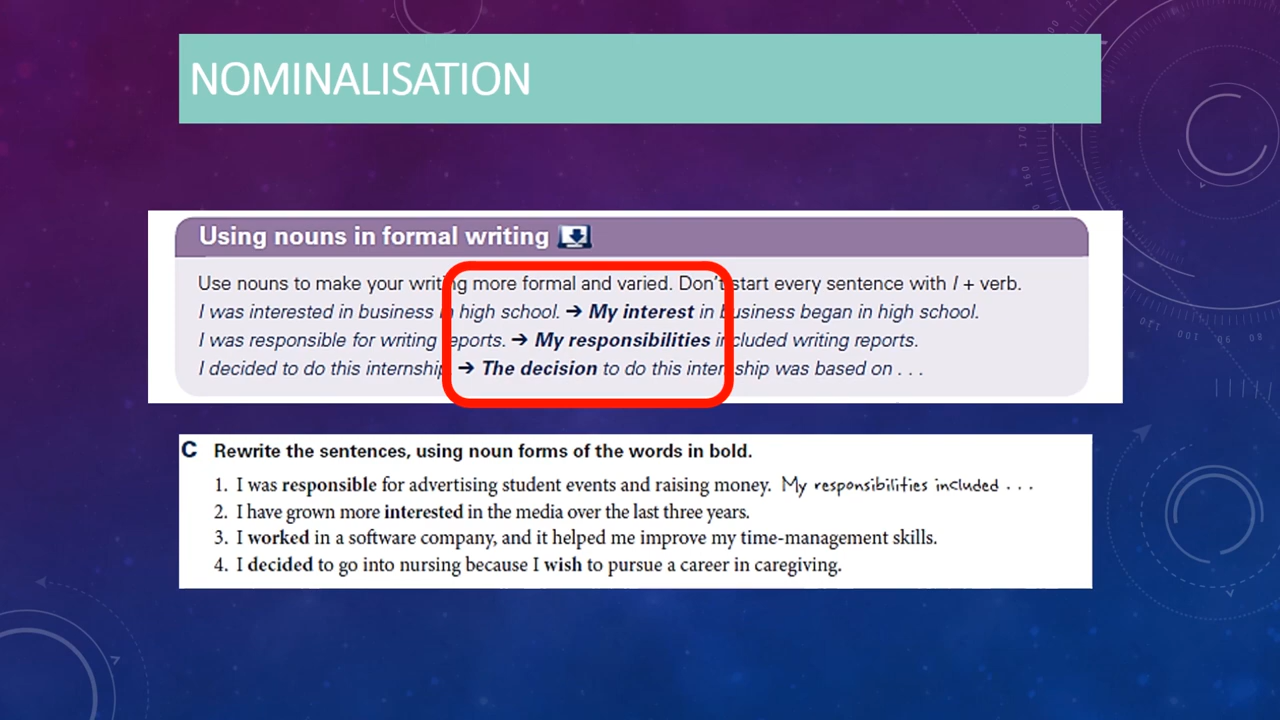 NOMINALISATION
Using nouns in formal writing
Use nouns to make your writing more formal and varied. Don't start every sentence with I + verb.
I was interested in business in high school. → My interest in business began in high school.
I was responsible for writing reports. → My responsibilities included writing reports.
I decided to do this internship. → The decision to do this internship was based on . . .
C Rewrite the sentences, using noun forms of the words in bold.
1. I was responsible for advertising student events and raising money. My responsibilities included . . .
2. I have grown more interested in the media over the last three years.
3. I worked in a software company, and it helped me improve my time-management skills.
4. I decided to go into nursing because I wish to pursue a career in caregiving.